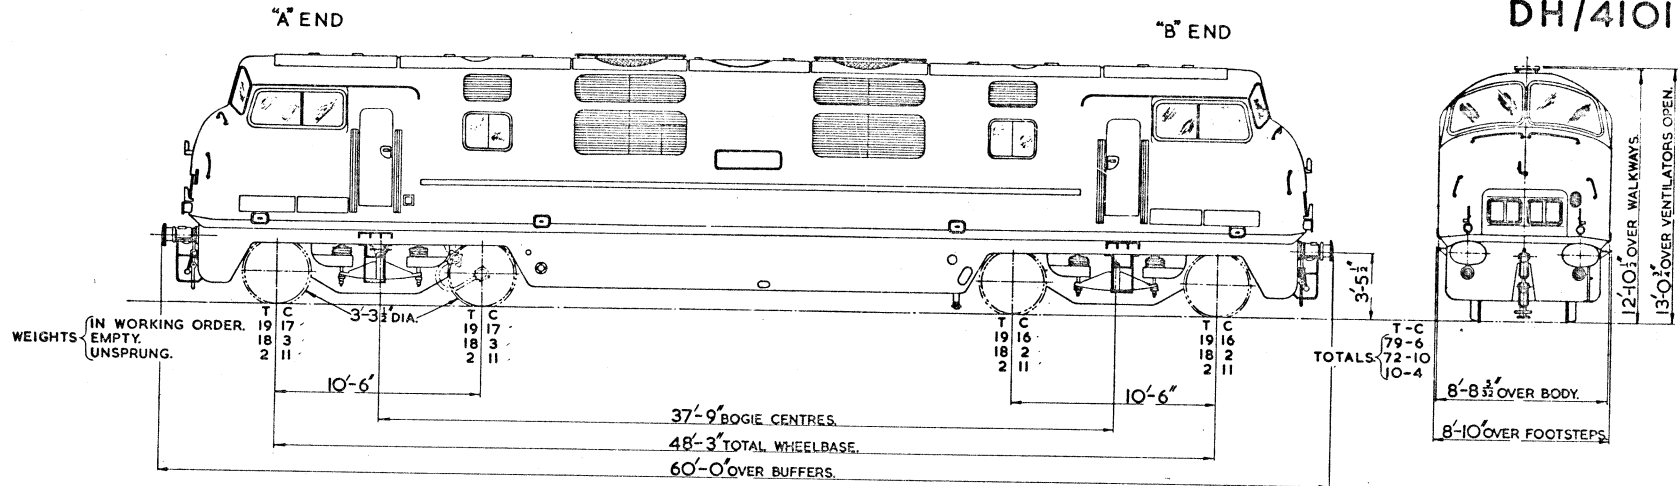 DH/4101
"A" END
"B" END
12'-10½" OVER WALKWAYS.
13'-0¾" OVER VENTILATORS OPEN.
3'-5½"
3'-3½" DIA.
WEIGHTS
IN WORKING ORDER.
EMPTY.
UNSPRUNG.
T C
19 17
18 3
2 11
T C
19 17
18 3
2 11
T C
19 16
18 2
2 11
T C
19 16
18 2
2 11
TOTALS.
T-C
79-6
72-10
10-4
10'-6"
10'-6"
37'-9" BOGIE CENTRES.
48'-3" TOTAL WHEELBASE.
60'-0" OVER BUFFERS.
8'-8 5/32" OVER BODY.
8'-10" OVER FOOTSTEPS.